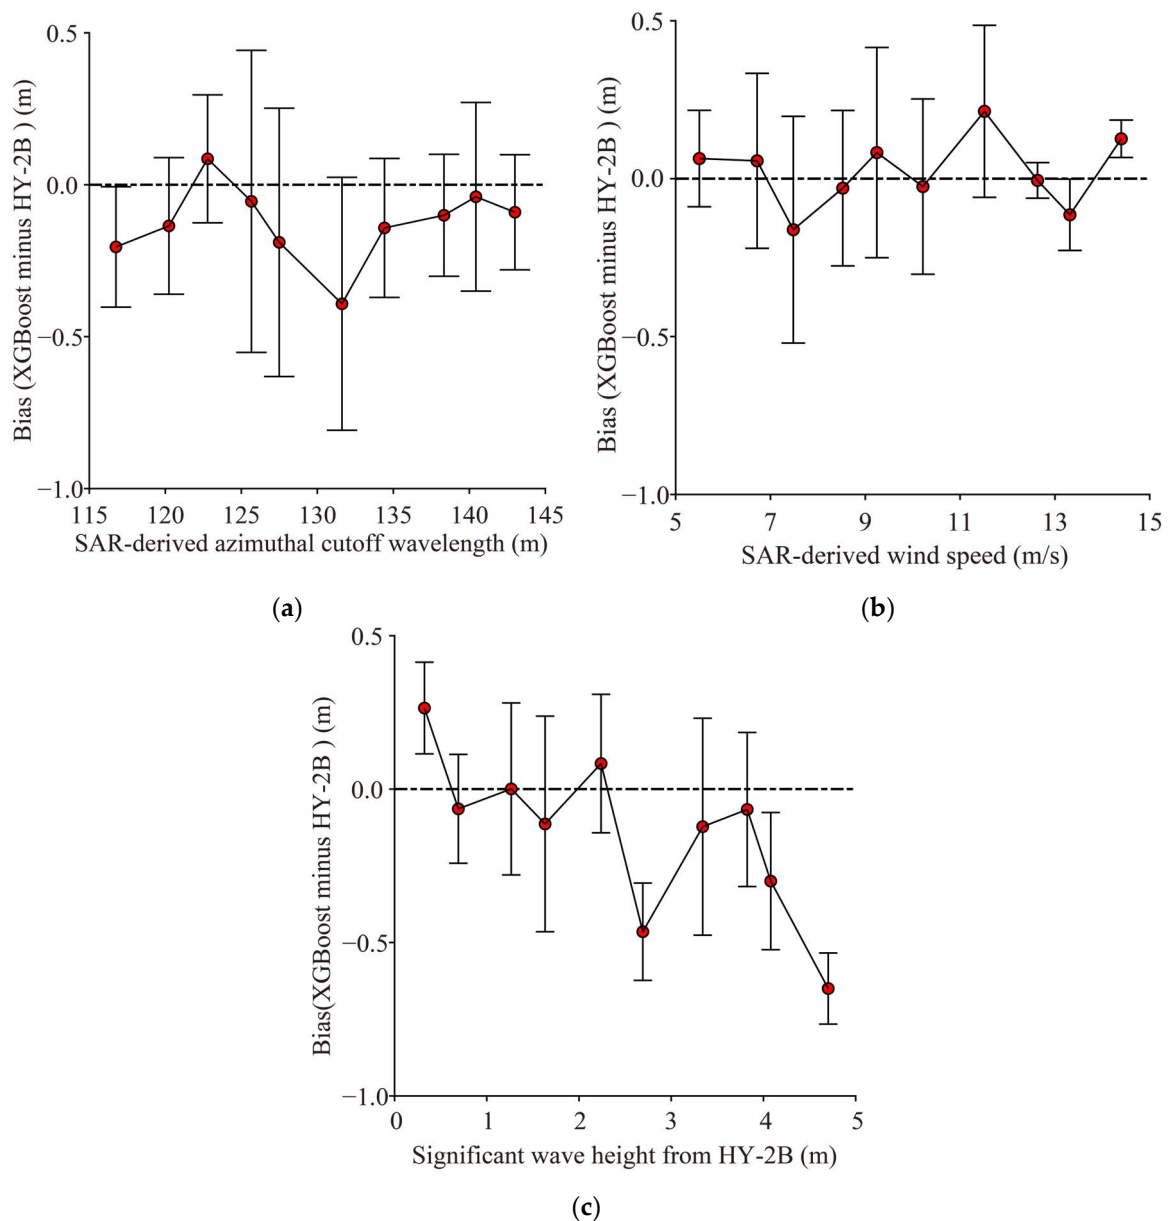 0.5
0.0
−0.5
−1.0
Bias (XGBoost minus HY-2B ) (m)
115 120 125 130 135 140 145
SAR-derived azimuthal cutoff wavelength (m)
(a)
0.5
0.0
−0.5
−1.0
Bias (XGBoost minus HY-2B ) (m)
5 7 9 11 13 15
SAR-derived wind speed (m/s)
(b)
0.5
0.0
−0.5
−1.0
Bias(XGBoost minus HY-2B ) (m)
0 1 2 3 4 5
Significant wave height from HY-2B (m)
(c)